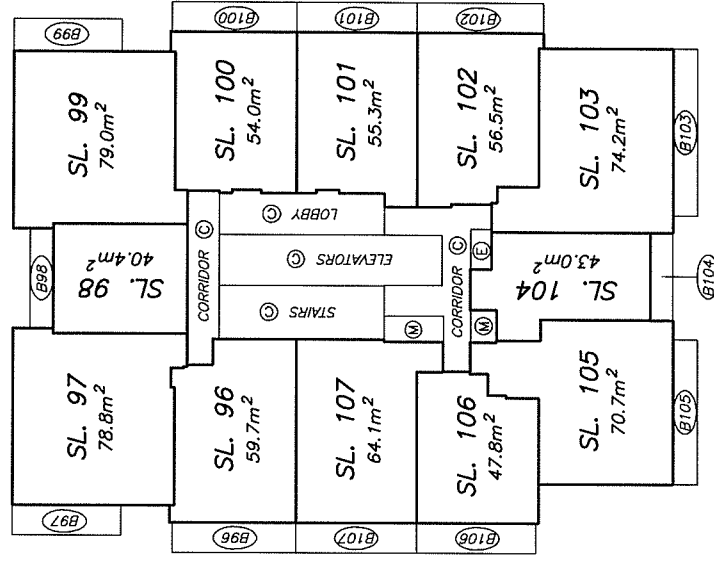 B99
B100
B101
B102
SL. 99
79.0m²
SL. 100
54.0m²
SL. 101
55.3m²
SL. 102
56.5m²
SL. 103
74.2m²
B103
B98
SL. 98
40.4m²
CORRIDOR C
LOBBY C
ELEVATORS C
STAIRS C
M
CORRIDOR C
E
M
SL. 104
43.0m²
B104
SL. 97
78.8m²
SL. 96
59.7m²
SL. 107
64.1m²
SL. 106
47.8m²
SL. 105
70.7m²
B105
B97
B96
B107
B106